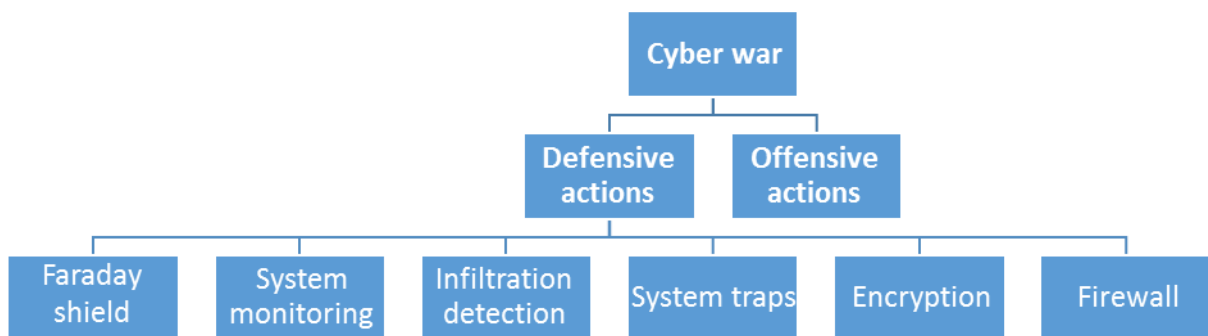 Cyber war
Defensive
actions
Offensive
actions
Faraday
shield
System
monitoring
Infiltration
detection
System traps
Encryption
Firewall